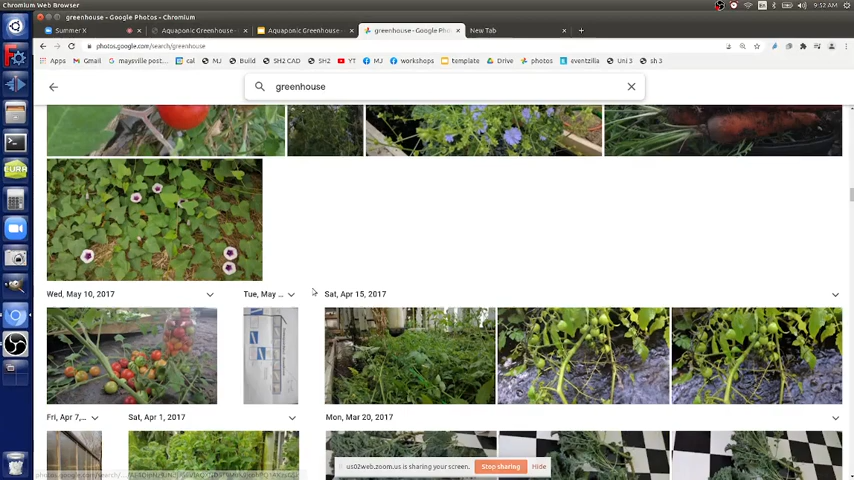 Chromium Web Browser
9:52 AM
greenhouse - Google Photos - Chromium
Summer X
Aquaponic Greenhouse
Aquaponic Greenhouse
greenhouse - Google Pho
New Tab
photos.google.com/search/greenhouse
Apps
Gmail
maysville post...
cal
MJ
Build
SH2 CAD
SH2
YT
MJ
workshops
template
Drive
photos
eventzilla
Uni 3
sh 3
greenhouse
Wed, May 10, 2017
Tue, May ...
Sat, Apr 15, 2017
Fri, Apr 7,...
Sat, Apr 1, 2017
Mon, Mar 20, 2017
us02web.zoom.us is sharing your screen.
Stop sharing
Hide
CURA